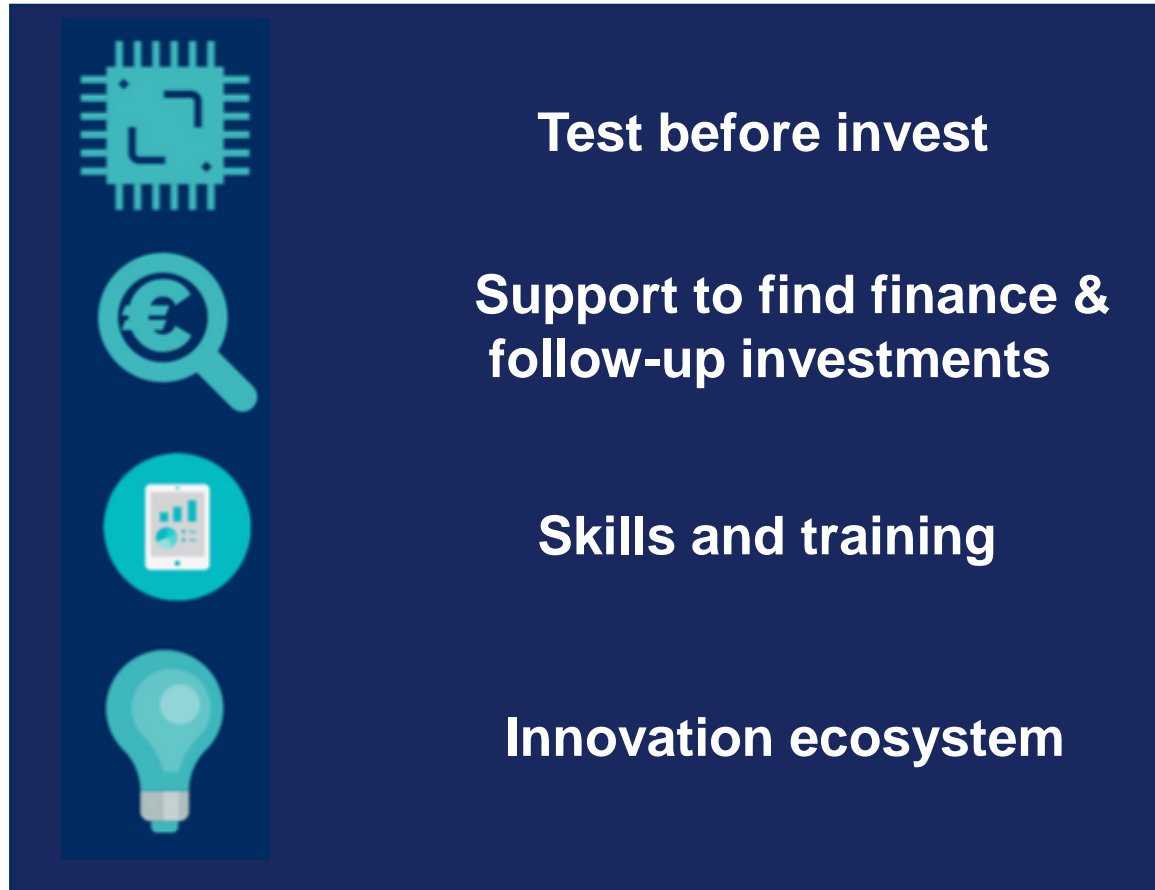 Test before invest
Support to find finance &
follow-up investments
Skills and training
Innovation ecosystem